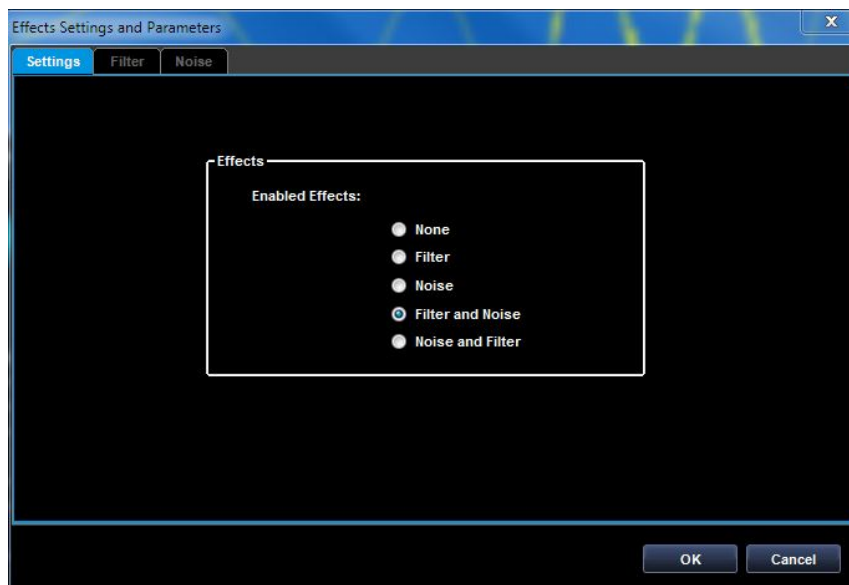 Effects Settings and Parameters
X
Settings Filter Noise
Effects
Enabled Effects:
None
Filter
Noise
Filter and Noise
Noise and Filter
OK Cancel